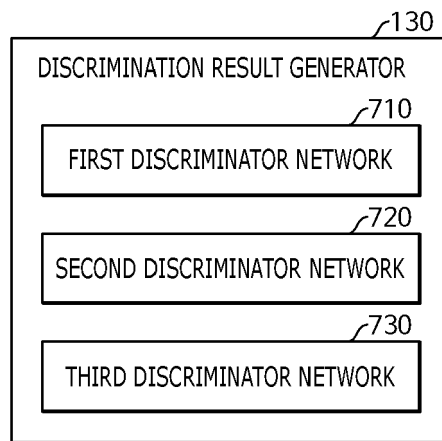 130
DISCRIMINATION RESULT GENERATOR
710
FIRST DISCRIMINATOR NETWORK
720
SECOND DISCRIMINATOR NETWORK
730
THIRD DISCRIMINATOR NETWORK